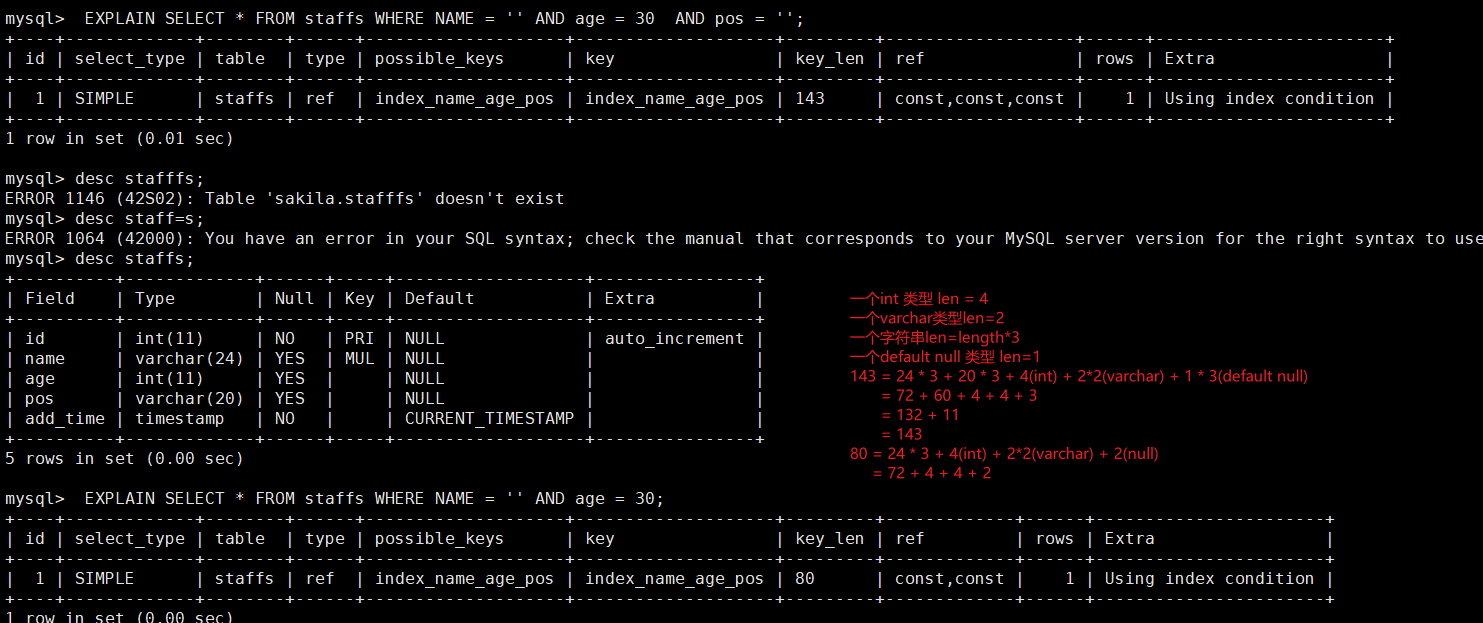 mysql>  EXPLAIN SELECT * FROM staffs WHERE NAME = '' AND age = 30  AND pos = '';
+----+-------------+--------+------+--------------------+--------------------+---------+-------------------+------+-----------------------+
| id | select_type | table  | type | possible_keys      | key                | key_len | ref               | rows | Extra                 |
+----+-------------+--------+------+--------------------+--------------------+---------+-------------------+------+-----------------------+
|  1 | SIMPLE      | staffs | ref  | index_name_age_pos | index_name_age_pos | 143     | const,const,const |    1 | Using index condition |
+----+-------------+--------+------+--------------------+--------------------+---------+-------------------+------+-----------------------+
1 row in set (0.01 sec)
mysql> desc stafffs;
ERROR 1146 (42S02): Table 'sakila.stafffs' doesn't exist
mysql> desc staff=s;
ERROR 1064 (42000): You have an error in your SQL syntax; check the manual that corresponds to your MySQL server version for the right syntax to use
mysql> desc staffs;
+----------+-------------+------+-----+-------------------+----------------+
| Field    | Type        | Null | Key | Default           | Extra          |
+----------+-------------+------+-----+-------------------+----------------+
| id       | int(11)     | NO   | PRI | NULL              | auto_increment |
| name     | varchar(24) | YES  | MUL | NULL              |                |
| age      | int(11)     | YES  |     | NULL              |                |
| pos      | varchar(20) | YES  |     | NULL              |                |
| add_time | timestamp   | NO   |     | CURRENT_TIMESTAMP |                |
+----------+-------------+------+-----+-------------------+----------------+
5 rows in set (0.00 sec)
一个int 类型 len = 4
一个varchar类型len=2
一个字符串len=length*3
一个default null 类型 len=1
143 = 24 * 3 + 20 * 3 + 4(int) + 2*2(varchar) + 1 * 3(default null)
= 72 + 60 + 4 + 4 + 3
= 132 + 11
= 143
80 = 24 * 3 + 4(int) + 2*2(varchar) + 2(null)
= 72 + 4 + 4 + 2
mysql>  EXPLAIN SELECT * FROM staffs WHERE NAME = '' AND age = 30;
+----+-------------+--------+------+--------------------+--------------------+---------+-------------+------+-----------------------+
| id | select_type | table  | type | possible_keys      | key                | key_len | ref         | rows | Extra                 |
+----+-------------+--------+------+--------------------+--------------------+---------+-------------+------+-----------------------+
|  1 | SIMPLE      | staffs | ref  | index_name_age_pos | index_name_age_pos | 80      | const,const |    1 | Using index condition |
+----+-------------+--------+------+--------------------+--------------------+---------+-------------+------+-----------------------+
1 row in set (0.00 sec)